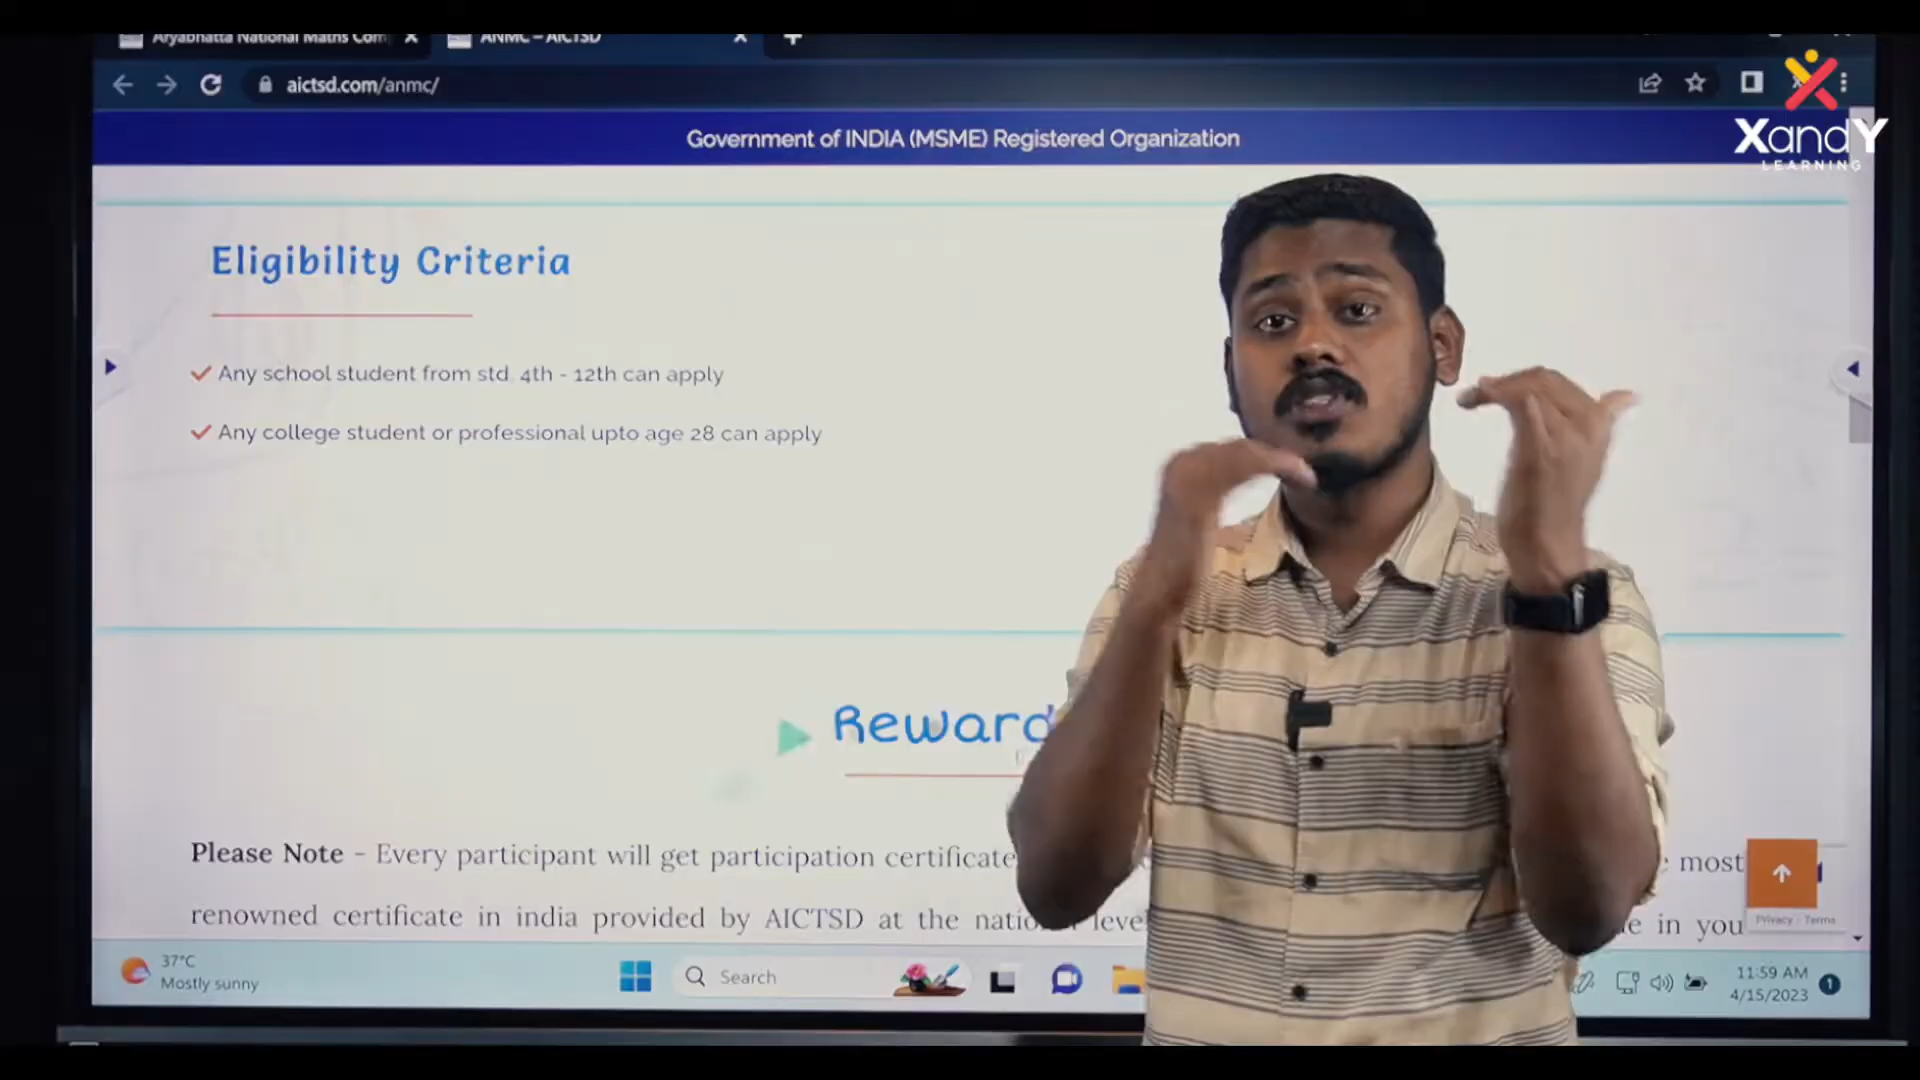 Aryabhatta National Maths Com
ANMC – AICTSD
aictsd.com/anmc/
XandY
LEARNING
Government of INDIA (MSME) Registered Organization
Eligibility Criteria
Any school student from std. 4th - 12th can apply
Any college student or professional upto age 28 can apply
Reward
Please Note - Every participant will get participation certificate most
renowned certificate in india provided by AICTSD at the in you
Privacy - Terms
37°C
Mostly sunny
Search
11:59 AM
4/15/2023
1